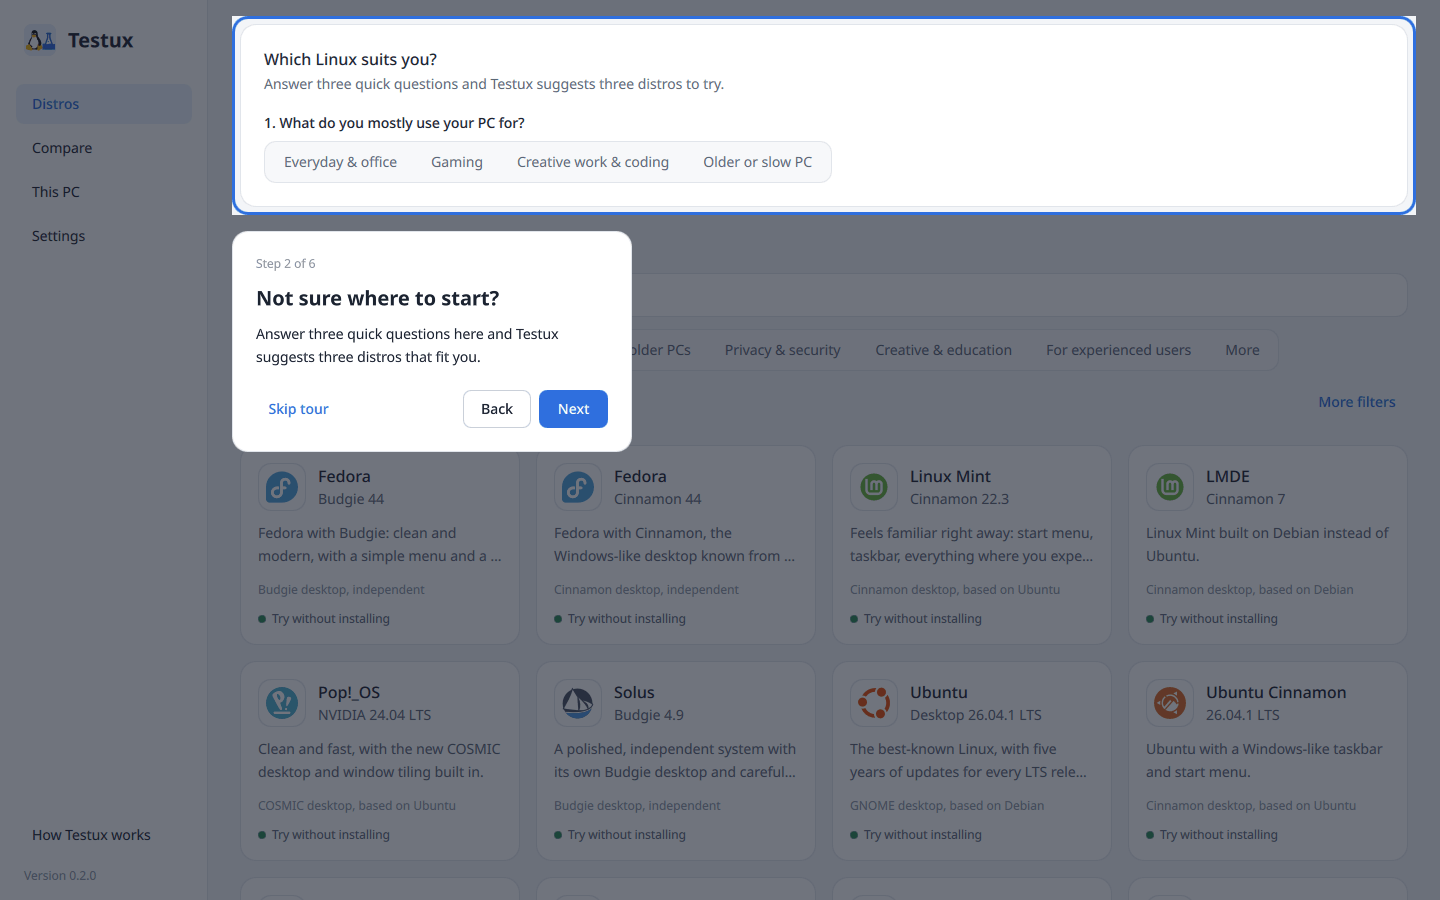 Testux
Distros
Compare
This PC
Settings
How Testux works
Version 0.2.0
Which Linux suits you?
Answer three quick questions and Testux suggests three distros to try.
1. What do you mostly use your PC for?
Everyday & office
Gaming
Creative work & coding
Older or slow PC
Step 2 of 6
Not sure where to start?
Answer three quick questions here and Testux
suggests three distros that fit you.
Skip tour
Back
Next
older PCs
Privacy & security
Creative & education
For experienced users
More
More filters
Fedora
Budgie 44
Fedora with Budgie: clean and
modern, with a simple menu and a ...
Budgie desktop, independent
Try without installing
Fedora
Cinnamon 44
Fedora with Cinnamon, the
Windows-like desktop known from ...
Cinnamon desktop, independent
Try without installing
Linux Mint
Cinnamon 22.3
Feels familiar right away: start menu,
taskbar, everything where you expe...
Cinnamon desktop, based on Ubuntu
Try without installing
LMDE
Cinnamon 7
Linux Mint built on Debian instead of
Ubuntu.
Cinnamon desktop, based on Debian
Try without installing
Pop!_OS
NVIDIA 24.04 LTS
Clean and fast, with the new COSMIC
desktop and window tiling built in.
COSMIC desktop, based on Ubuntu
Try without installing
Solus
Budgie 4.9
A polished, independent system with
its own Budgie desktop and careful...
Budgie desktop, independent
Try without installing
Ubuntu
Desktop 26.04.1 LTS
The best-known Linux, with five
years of updates for every LTS rele...
GNOME desktop, based on Debian
Try without installing
Ubuntu Cinnamon
26.04.1 LTS
Ubuntu with a Windows-like taskbar
and start menu.
Cinnamon desktop, based on Ubuntu
Try without installing